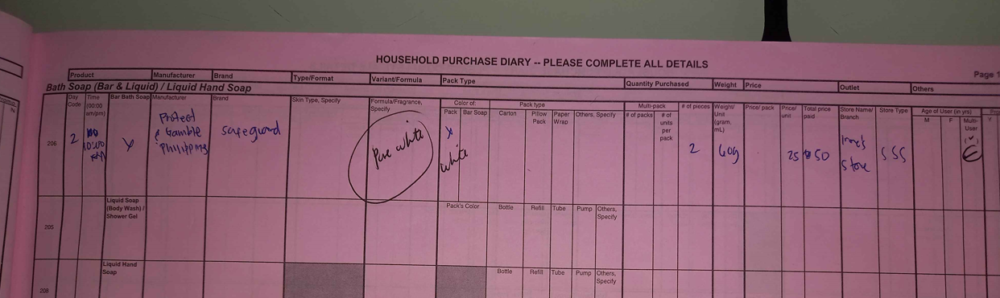 HOUSEHOLD PURCHASE DIARY -- PLEASE COMPLETE ALL DETAILS
Page 1
Product Manufacturer Brand Type/Format Variant/Formula Pack Type Quantity Purchased Weight Price Outlet Others
Bath Soap (Bar & Liquid) / Liquid Hand Soap
Day Code Time (00:00 am/pm) Bar Bath Soap Manufacturer Brand Skin Type, Specify Formula/Fragrance, Specify Color of: Pack Bar Soap Pack type Carton Pillow Pack Paper Wrap Others, Specify Multi-pack # of packs # of units per pack # of pieces Weight/ Unit (gram, mL) Price/ pack Price/ unit Total price paid Store Name/ Branch Store Type Age of User (in yrs) M F Multi-User (✓)
206 2 10:00 AM Protect & Gamble Philippines safeguard Pure white white 2 60g 25 50 Store SSS
Liquid Soap (Body Wash) / Shower Gel Pack's Color Bottle Refill Tube Pump Others, Specify
205
Liquid Hand Soap Bottle Refill Tube Pump Others, Specify
208